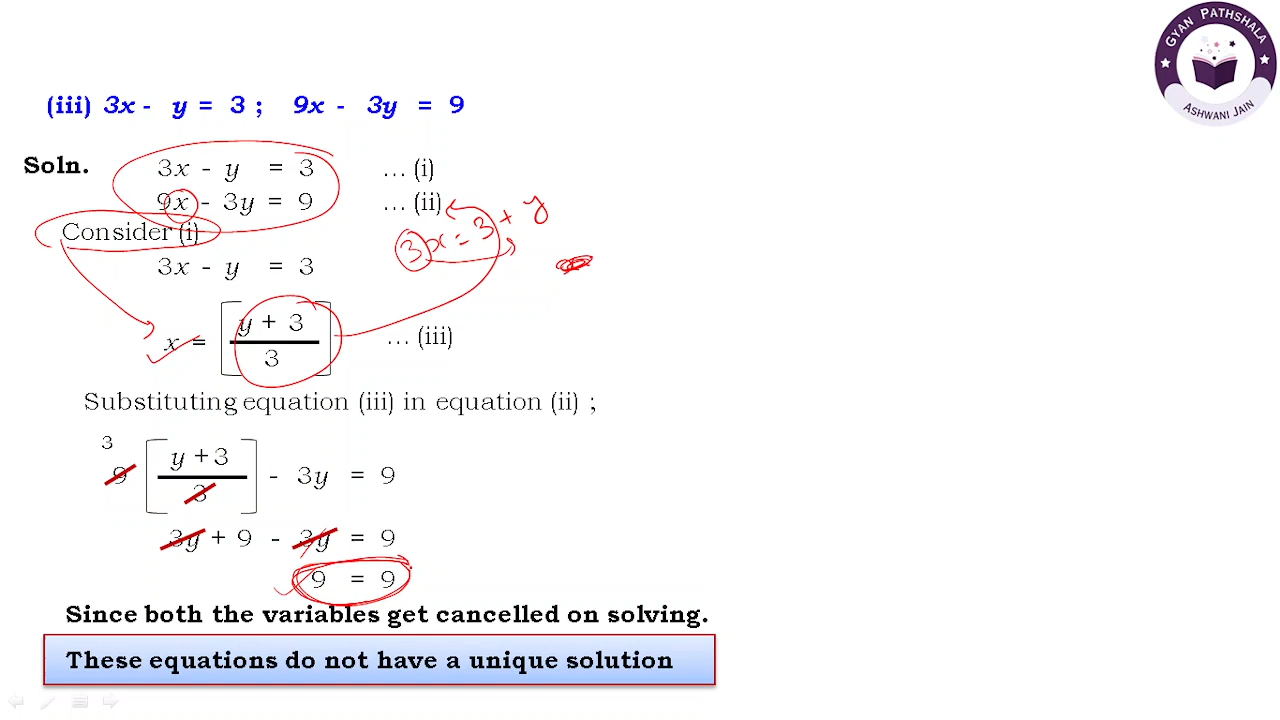 GYAN PATHSHALA
ASHWANI JAIN
(iii) 3x - y = 3 ; 9x - 3y = 9
Soln. 3x - y = 3 ... (i)
9x - 3y = 9 ... (ii)
Consider (i)
3x = 3 + y
3x - y = 3
x = [ y + 3 / 3 ] ... (iii)
Substituting equation (iii) in equation (ii) ;
3
9 [ y + 3 / 3 ] - 3y = 9
3y + 9 - 3y = 9
9 = 9
Since both the variables get cancelled on solving.
These equations do not have a unique solution